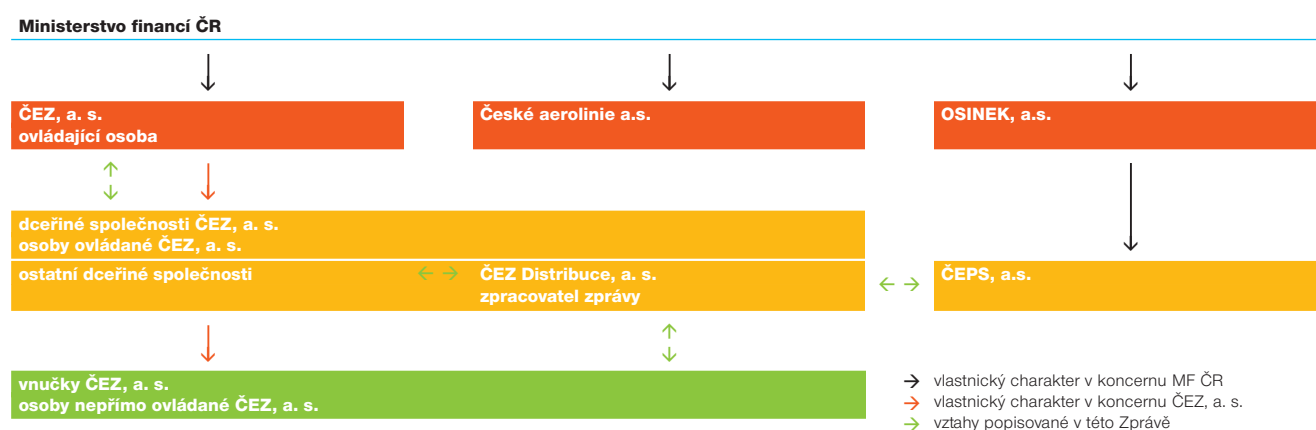 Ministerstvo financí ČR
ČEZ, a. s.
ovládající osoba
České aerolinie a.s.
OSINEK, a.s.
dceřiné společnosti ČEZ, a. s.
osoby ovládané ČEZ, a. s.
ostatní dceřiné společnosti
ČEZ Distribuce, a. s.
zpracovatel zprávy
ČEPS, a.s.
vnučky ČEZ, a. s.
osoby nepřímo ovládané ČEZ, a. s.
vlastnický charakter v koncernu MF ČR
vlastnický charakter v koncernu ČEZ, a. s.
vztahy popisované v této Zprávě